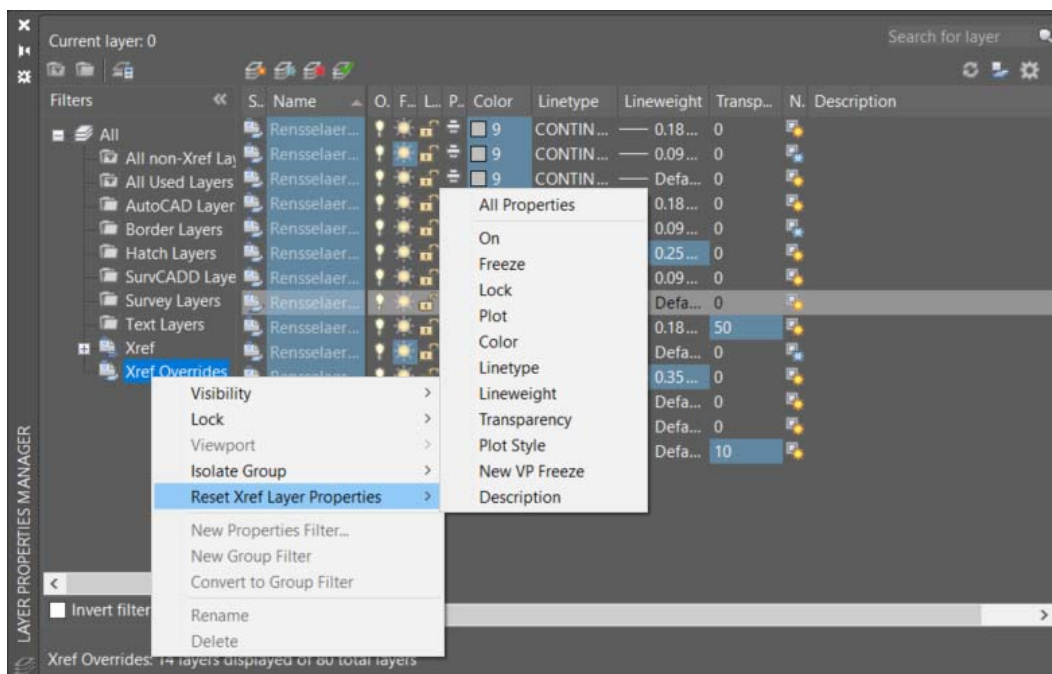 Current layer: 0
Search for layer
Filters
S.. Name O. F... L... P.. Color Linetype Lineweight Transp... N. Description
All
All non-Xref Lay
All Used Layers
AutoCAD Layer
Border Layers
Hatch Layers
SurvCADD Laye
Survey Layers
Text Layers
Xref
Xref Overrides
Rensselaer... 9 CONTIN... 0.18... 0
Rensselaer... 9 CONTIN... 0.09... 0
Rensselaer... 9 CONTIN... Defa... 0
Rensselaer... 0.18... 0
Rensselaer... 0.09... 0
Rensselaer... 0.25... 0
Rensselaer... 0.09... 0
Rensselaer... Defa... 0
Rensselaer... 0.18... 50
Rensselaer... Defa... 0
0.35... 0
Defa... 0
Defa... 0
Defa... 10
Visibility
Lock
Viewport
Isolate Group
Reset Xref Layer Properties
New Properties Filter...
New Group Filter
Convert to Group Filter
Rename
Delete
All Properties
On
Freeze
Lock
Plot
Color
Linetype
Lineweight
Transparency
Plot Style
New VP Freeze
Description
Invert filter
LAYER PROPERTIES MANAGER
Xref Overrides: 14 layers displayed of 80 total layers